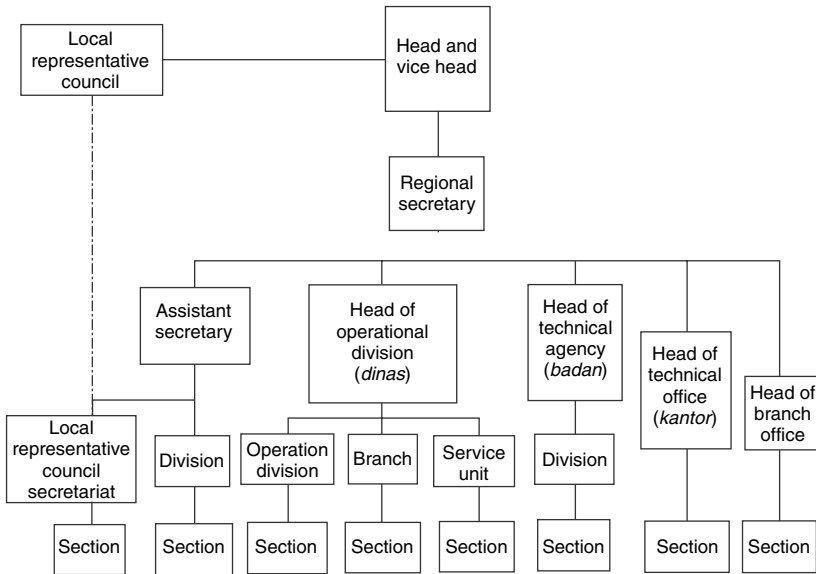 Local
representative
council
Head and
vice head
Regional
secretary
Assistant
secretary
Head of
operational
division
(dinas)
Head of
technical
agency
(badan)
Head of
technical
office
(kantor)
Head of
branch
office
Local
representative
council
secretariat
Division
Operation
division
Branch
Service
unit
Division
Section
Section
Section
Section
Section
Section
Section
Section